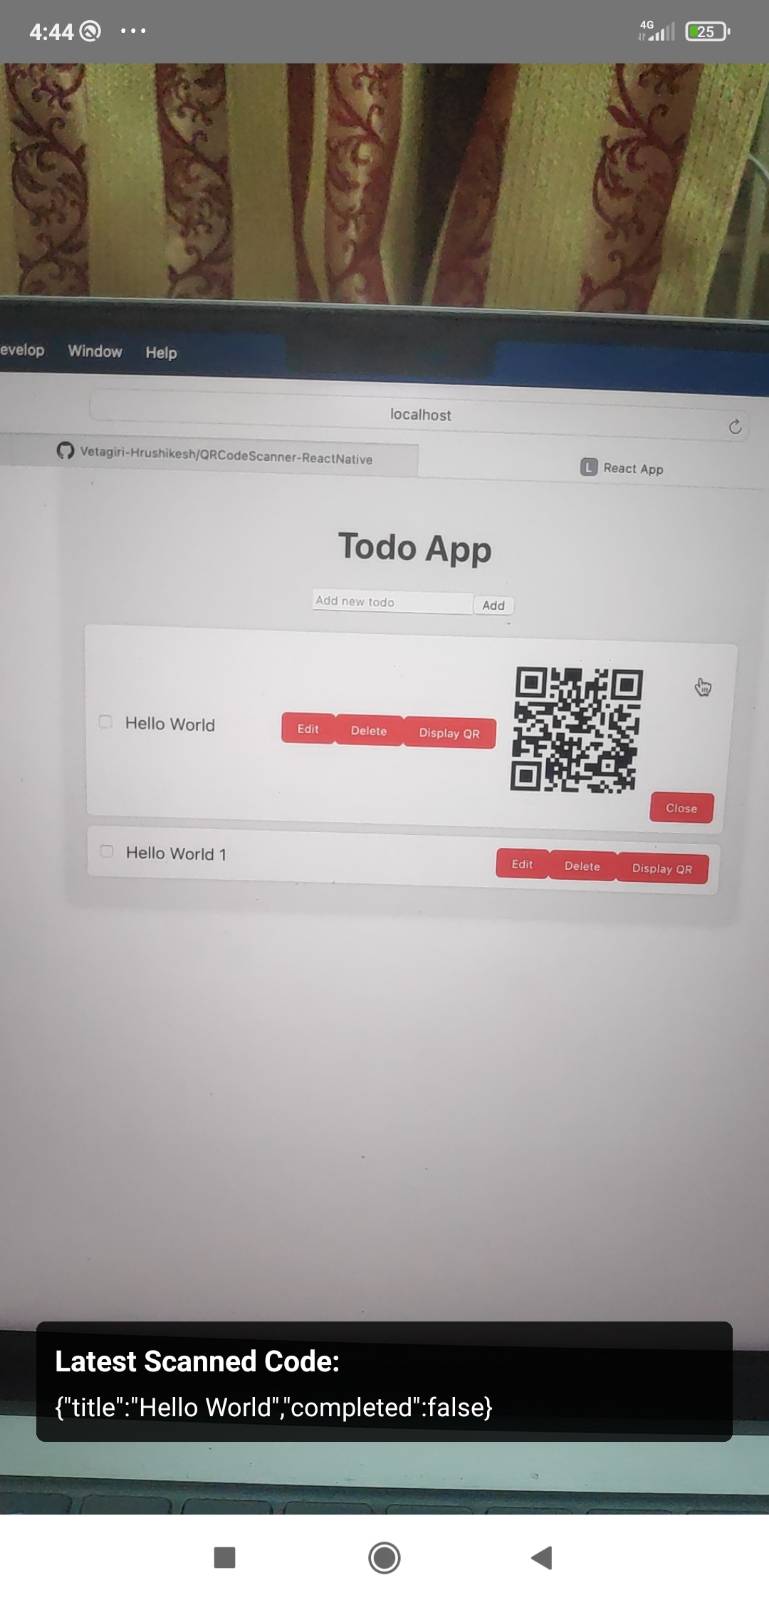 4:44
4G
25
evelop Window Help
localhost
Vetagiri-Hrushikesh/QRCodeScanner-ReactNative
L React App
Todo App
Add new todo Add
Hello World Edit Delete Display QR
Close
Hello World 1 Edit Delete Display QR
Latest Scanned Code:
{"title":"Hello World","completed":false}